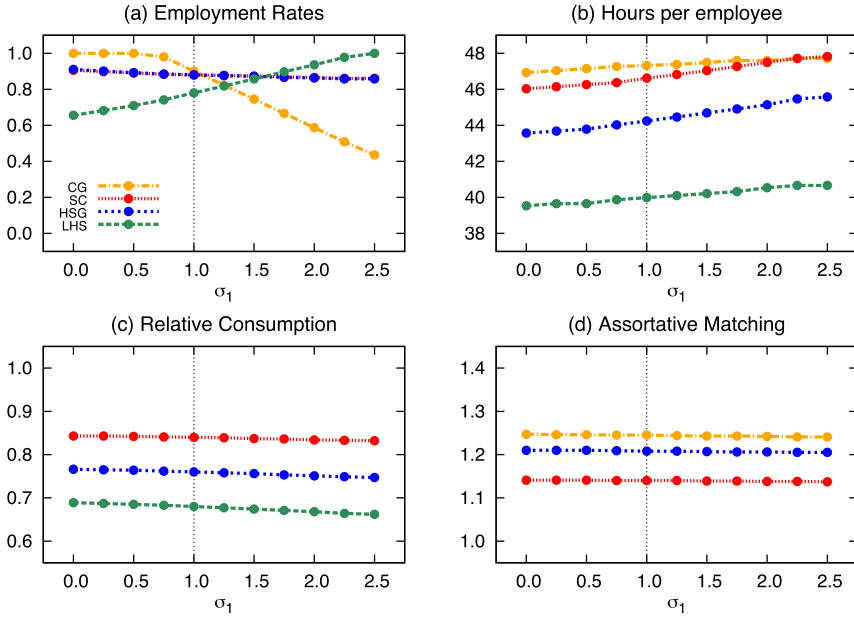 (a) Employment Rates
1.0
0.8
0.6
0.4
0.2
0.0
CG
SC
HSG
LHS
0.0 0.5 1.0 1.5 2.0 2.5
σ1
(b) Hours per employee
48
46
44
42
40
38
0.0 0.5 1.0 1.5 2.0 2.5
σ1
(c) Relative Consumption
1.0
0.9
0.8
0.7
0.6
0.0 0.5 1.0 1.5 2.0 2.5
σ1
(d) Assortative Matching
1.4
1.3
1.2
1.1
1.0
0.0 0.5 1.0 1.5 2.0 2.5
σ1